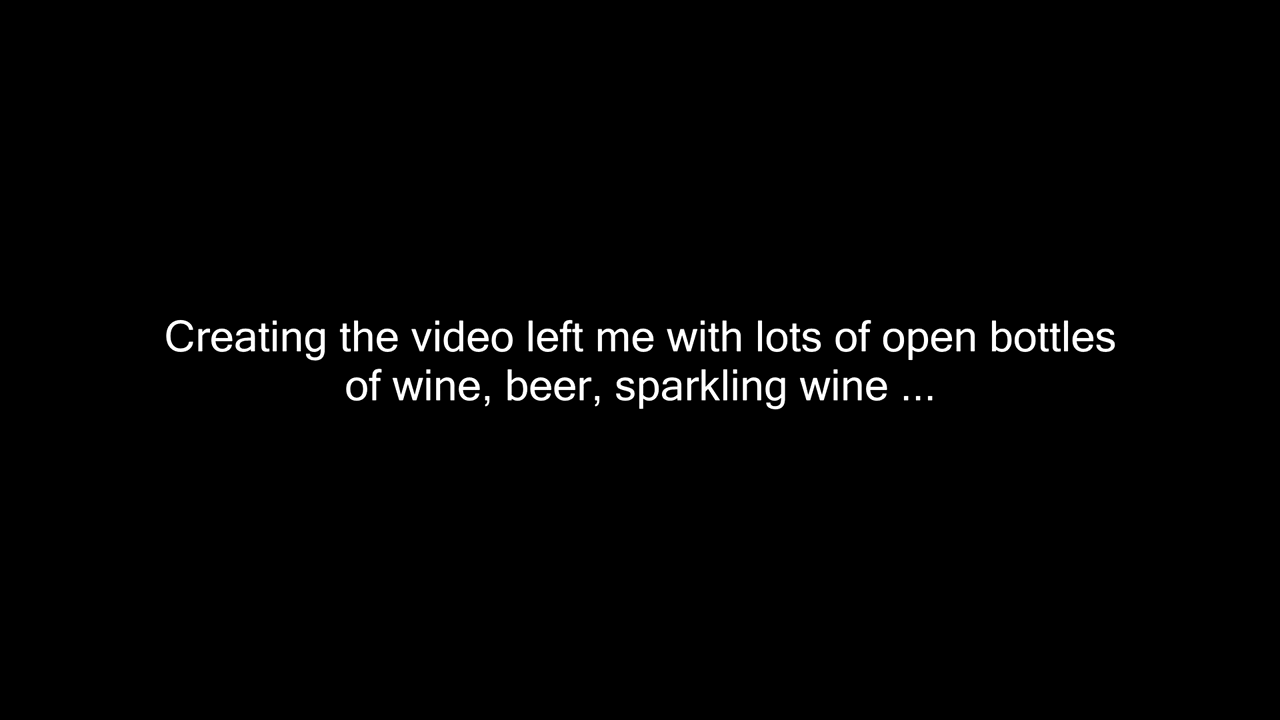 Creating the video left me with lots of open bottles
of wine, beer, sparkling wine ...